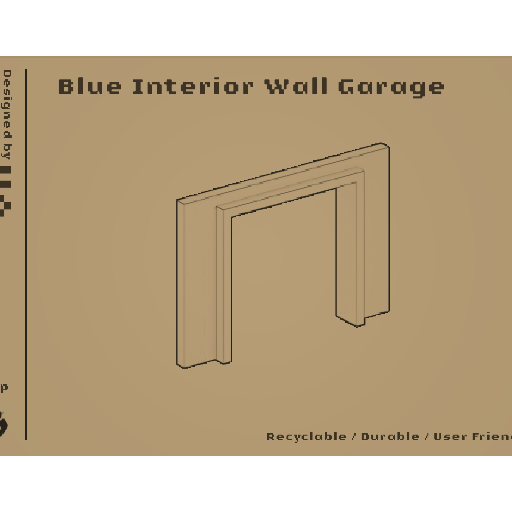 Blue Interior Wall Garage
Designed by
Recyclable / Durable / User Frien